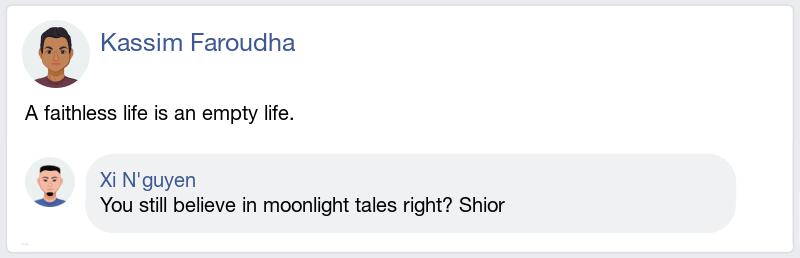 Kassim Faroudha
A faithless life is an empty life.
Xi N'guyen
You still believe in moonlight tales right? Shior